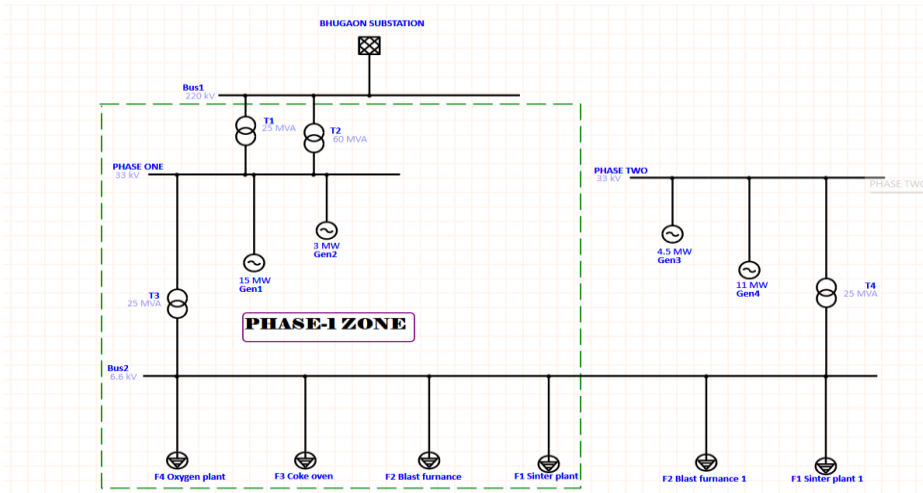 BHUGAON SUBSTATION
Bus1
220 kV
T1
25 MVA
T2
60 MVA
PHASE ONE
33 kV
PHASE TWO
33 kV
PHASE TWO
3 MW
Gen2
15 MW
Gen1
4.5 MW
Gen3
11 MW
Gen4
T3
25 MVA
T4
25 MVA
PHASE-1 ZONE
Bus2
6.6 kV
F4 Oxygen plant
F3 Coke oven
F2 Blast furnance
F1 Sinter plant
F2 Blast furnance 1
F1 Sinter plant 1